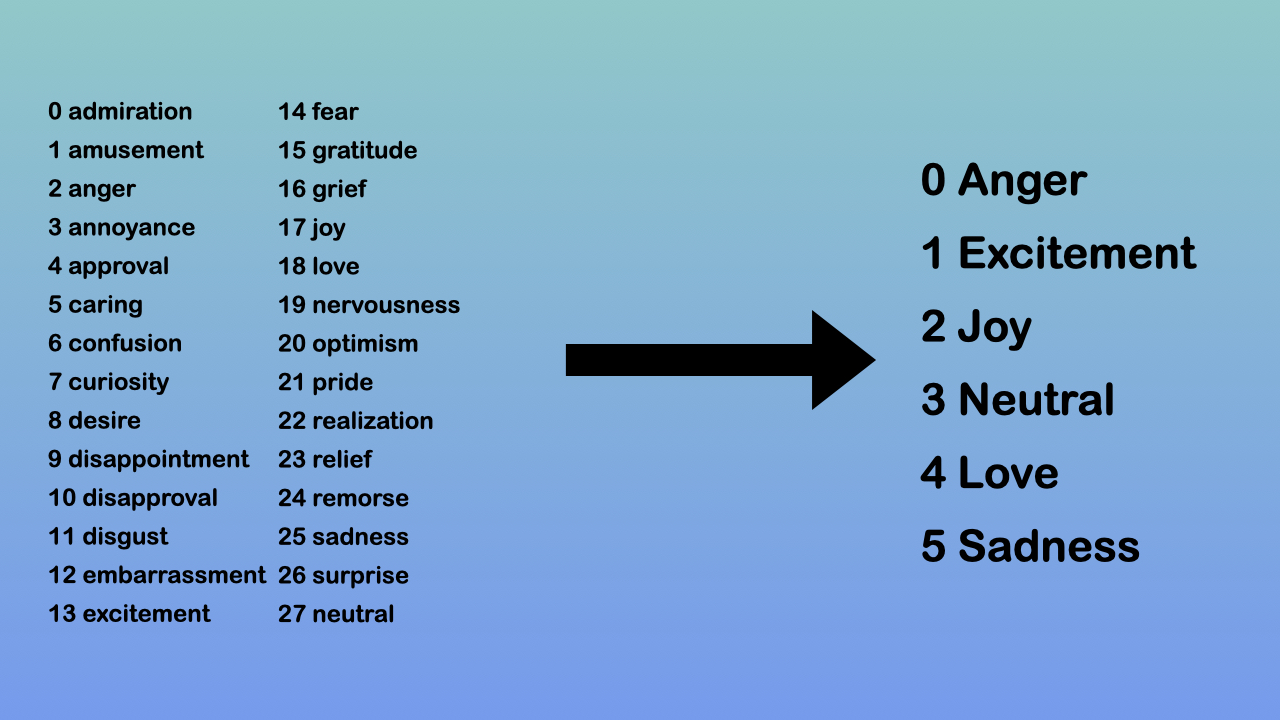 0 admiration
1 amusement
2 anger
3 annoyance
4 approval
5 caring
6 confusion
7 curiosity
8 desire
9 disappointment
10 disapproval
11 disgust
12 embarrassment
13 excitement
14 fear
15 gratitude
16 grief
17 joy
18 love
19 nervousness
20 optimism
21 pride
22 realization
23 relief
24 remorse
25 sadness
26 surprise
27 neutral
0 Anger
1 Excitement
2 Joy
3 Neutral
4 Love
5 Sadness